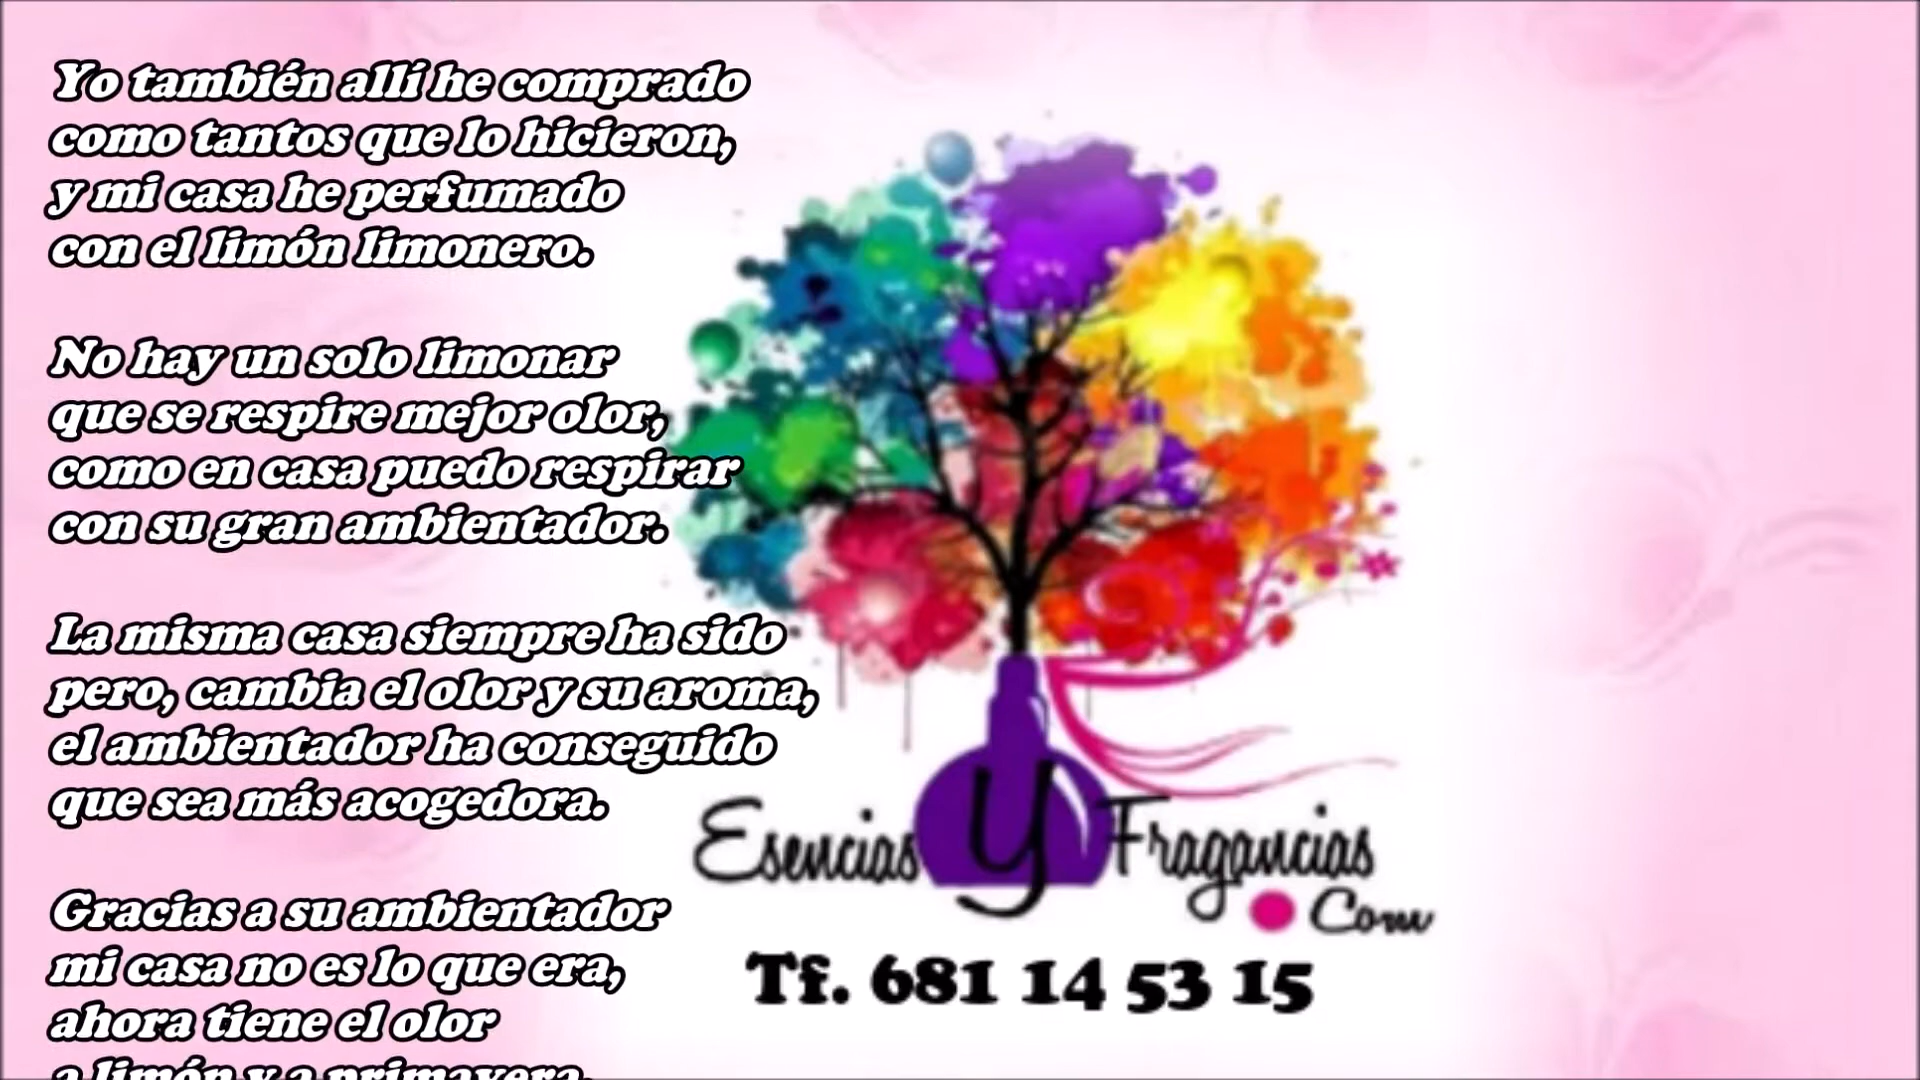 Yo también allí he comprado
como tantos que lo hicieron,
y mi casa he perfumado
con el limón limonero.
No hay un solo limonar
que se respire mejor olor,
como en casa puedo respirar
con su gran ambientador.
La misma casa siempre ha sido
pero, cambia el olor y su aroma,
el ambientador ha conseguido
que sea más acogedora.
Gracias a su ambientador
mi casa no es lo que era,
ahora tiene el olor
a limón y a primavera.
Esencias y Fragancias
.Com
Tf. 681 14 53 15